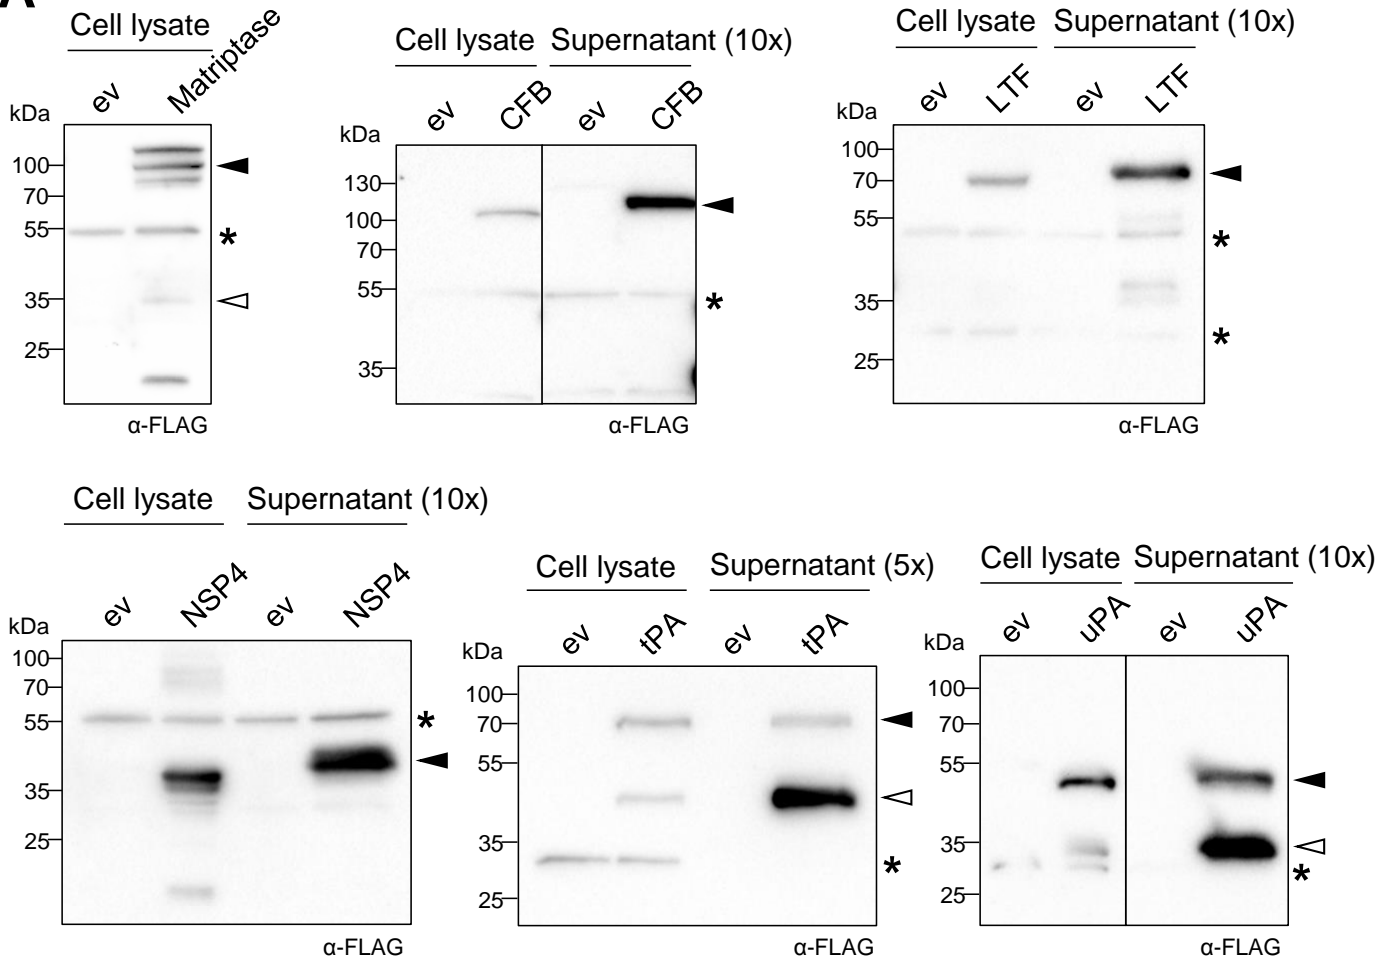 A
Cell lysate
ev Matriptase
kDa
100
70
55
*
35
25
α-FLAG
Cell lysate Supernatant (10x)
ev CFB ev CFB
kDa
130
100
70
55
*
35
α-FLAG
Cell lysate Supernatant (10x)
ev LTF ev LTF
kDa
100
70
55
*
35
*
25
α-FLAG
Cell lysate Supernatant (10x)
ev NSP4 ev NSP4
kDa
100
70
55
*
35
25
α-FLAG
Cell lysate Supernatant (5x)
ev tPA ev tPA
kDa
100
70
55
35
*
25
α-FLAG
Cell lysate Supernatant (10x)
ev uPA ev uPA
kDa
100
70
55
35
*
25
α-FLAG